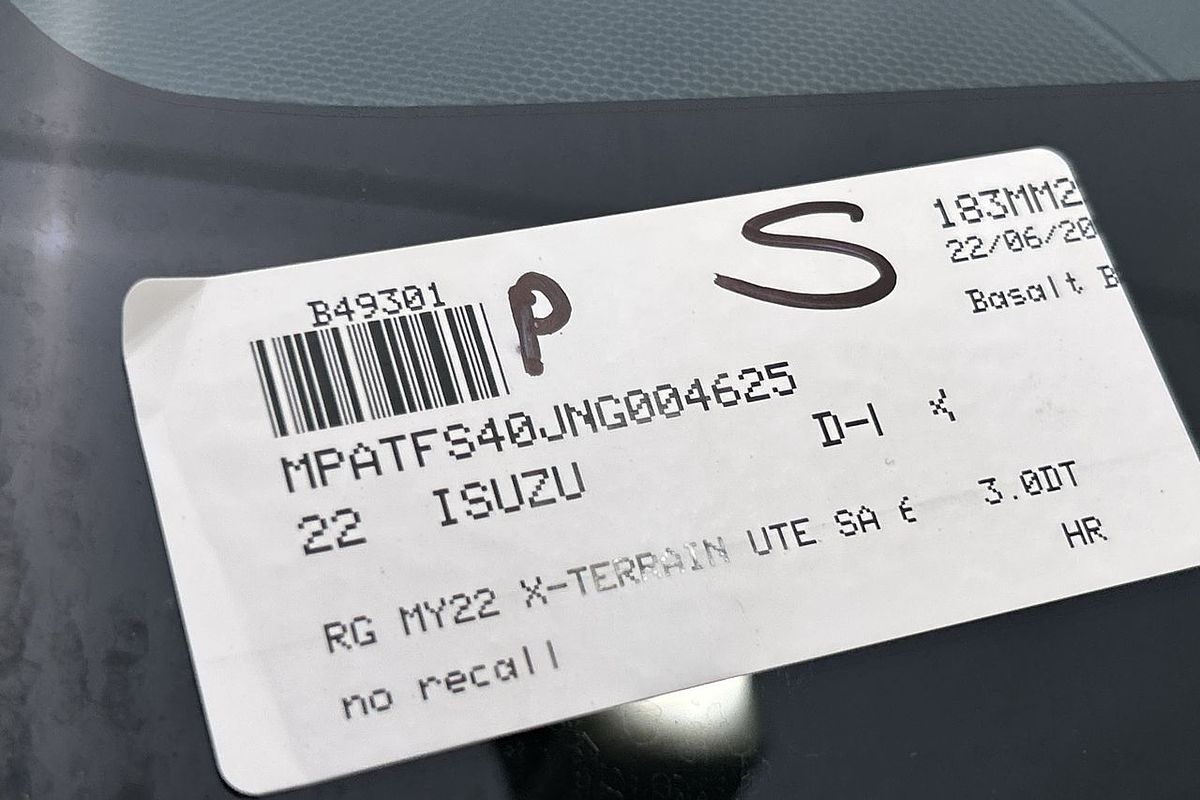 B49301
P
S
183MM2
22/06/20
Basalt B
MPATFS40JNG004625
22 ISUZU
D-
RG MY22 X-TERRAIN UTE SA
3.0DT
HR
no recall